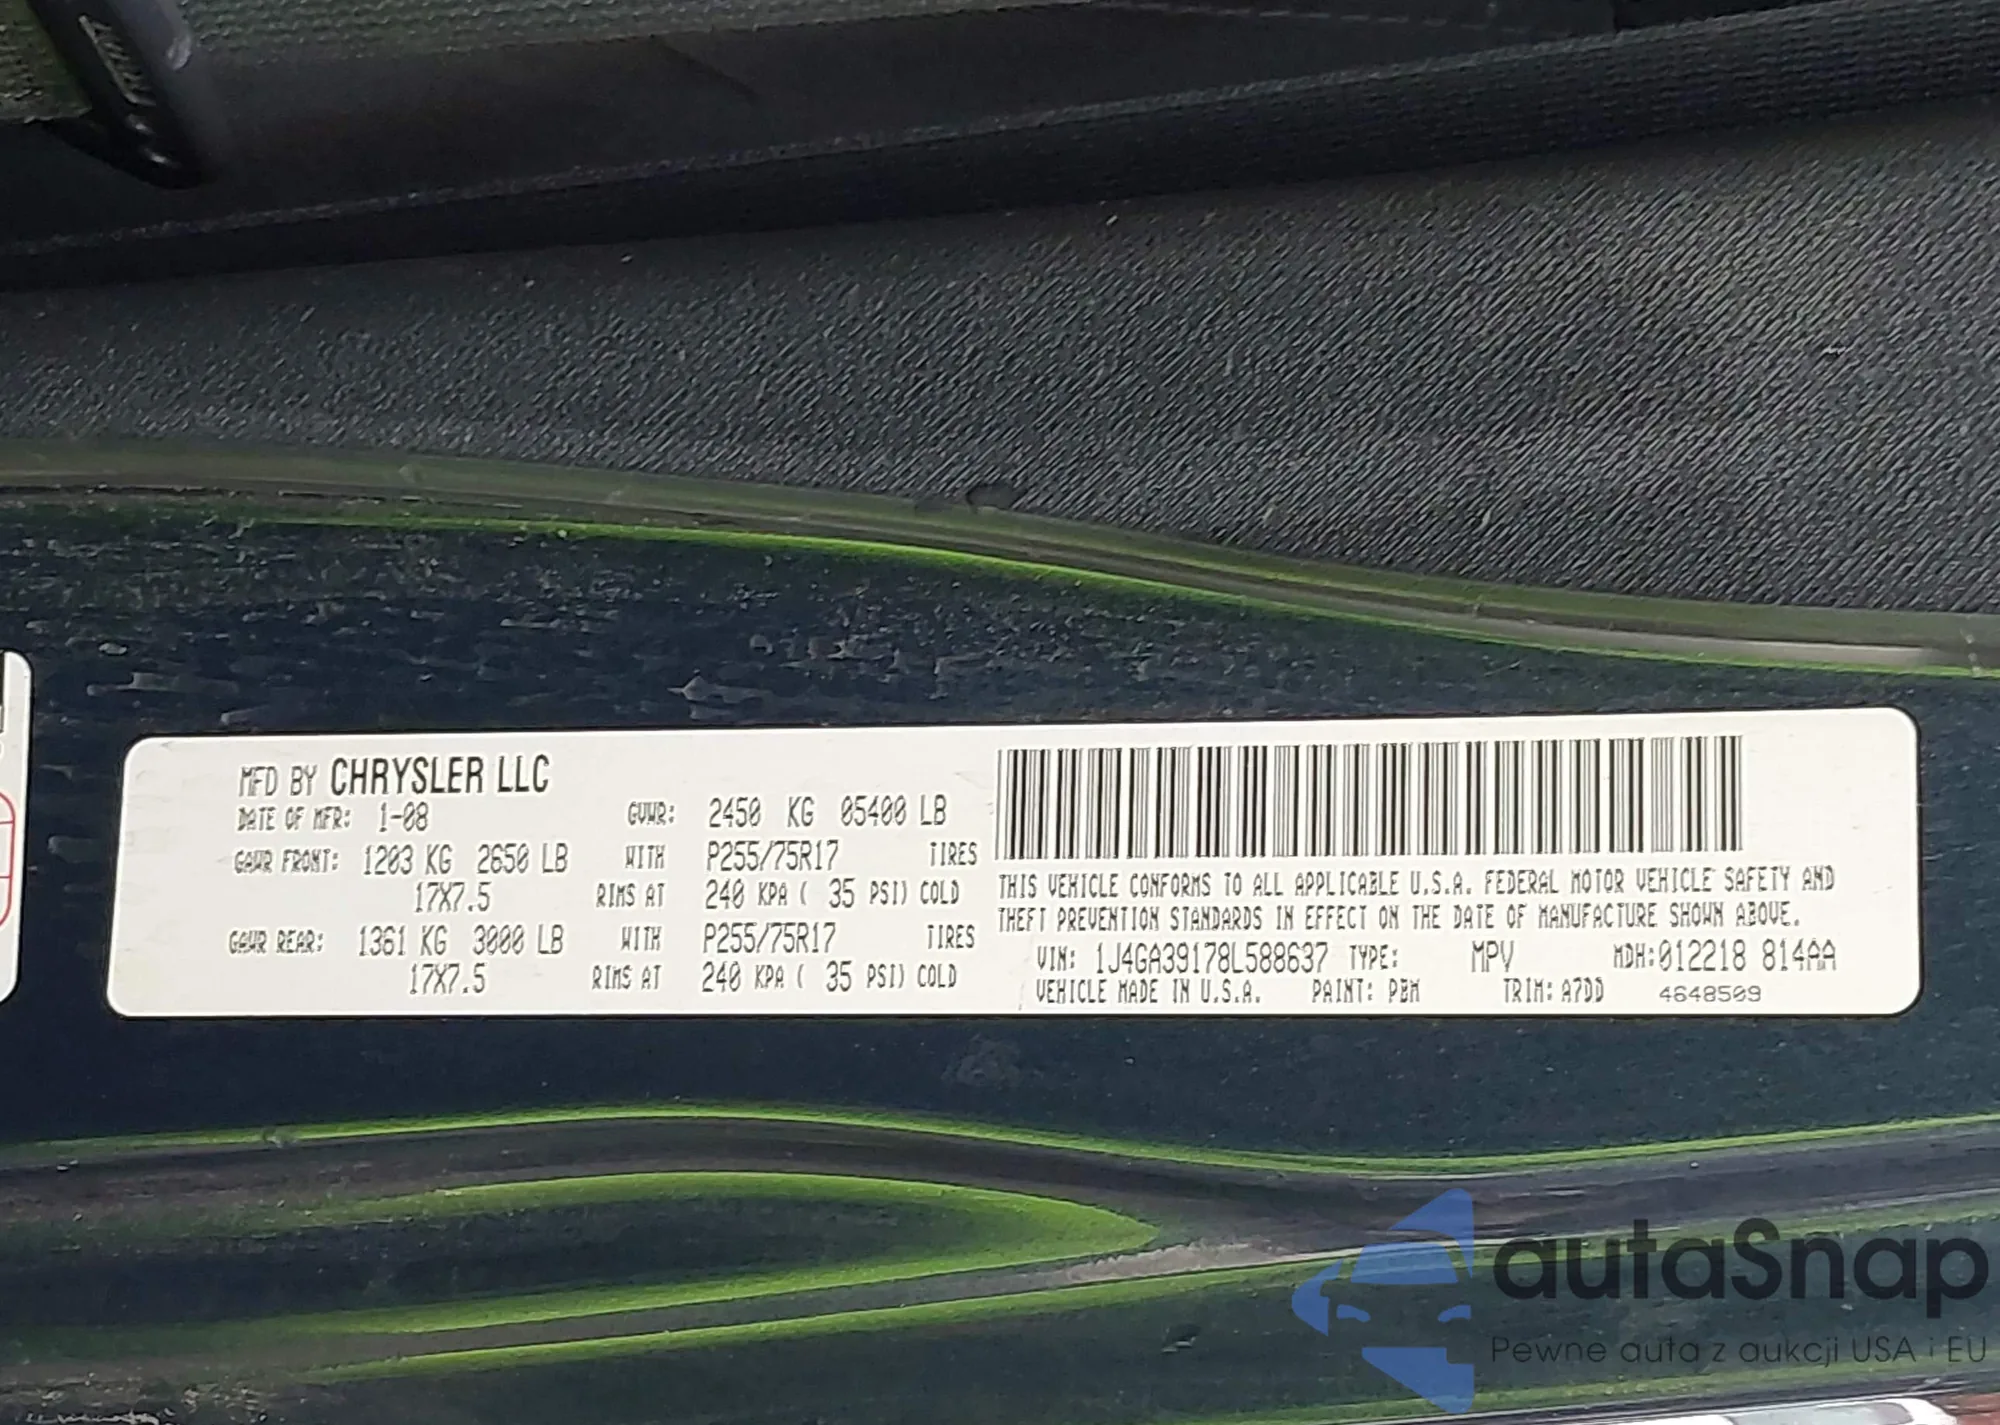 MFD BY CHRYSLER LLC
DATE OF MFR: 1-08 GVWR: 2450 KG 05400 LB
GAWR FRONT: 1203 KG 2650 LB WITH P255/75R17 TIRES
17X7.5 RIMS AT 240 KPA ( 35 PSI) COLD
GAWR REAR: 1361 KG 3000 LB WITH P255/75R17 TIRES
17X7.5 RIMS AT 240 KPA ( 35 PSI) COLD
THIS VEHICLE CONFORMS TO ALL APPLICABLE U.S.A. FEDERAL MOTOR VEHICLE SAFETY AND
THEFT PREVENTION STANDARDS IN EFFECT ON THE DATE OF MANUFACTURE SHOWN ABOVE.
VIN: 1J4GA39178L588637 TYPE: MPV MDH:012218 814AA
VEHICLE MADE IN U.S.A. PAINT: PBM TRIM: A7DD 4648509
autaSnap
Pewne auta z aukcji USA i EU